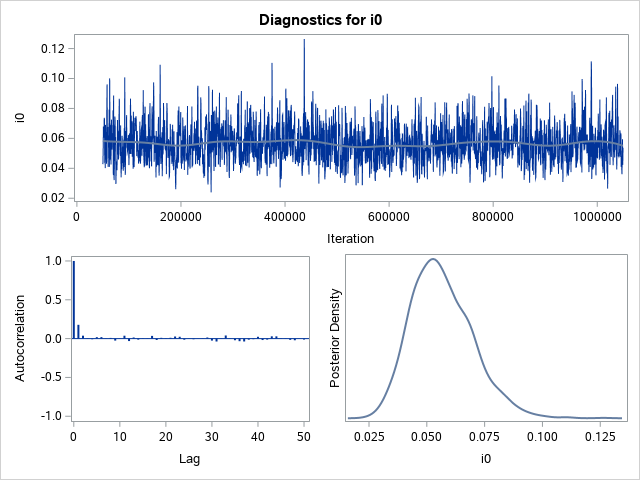 Diagnostics for i0
0.12
0.10
0.08
0.06
0.04
0.02
i0
0 200000 400000 600000 800000 1000000
Iteration
1.0
0.5
0.0
-0.5
-1.0
Autocorrelation
0 10 20 30 40 50
Lag
Posterior Density
0.025 0.050 0.075 0.100 0.125
i0